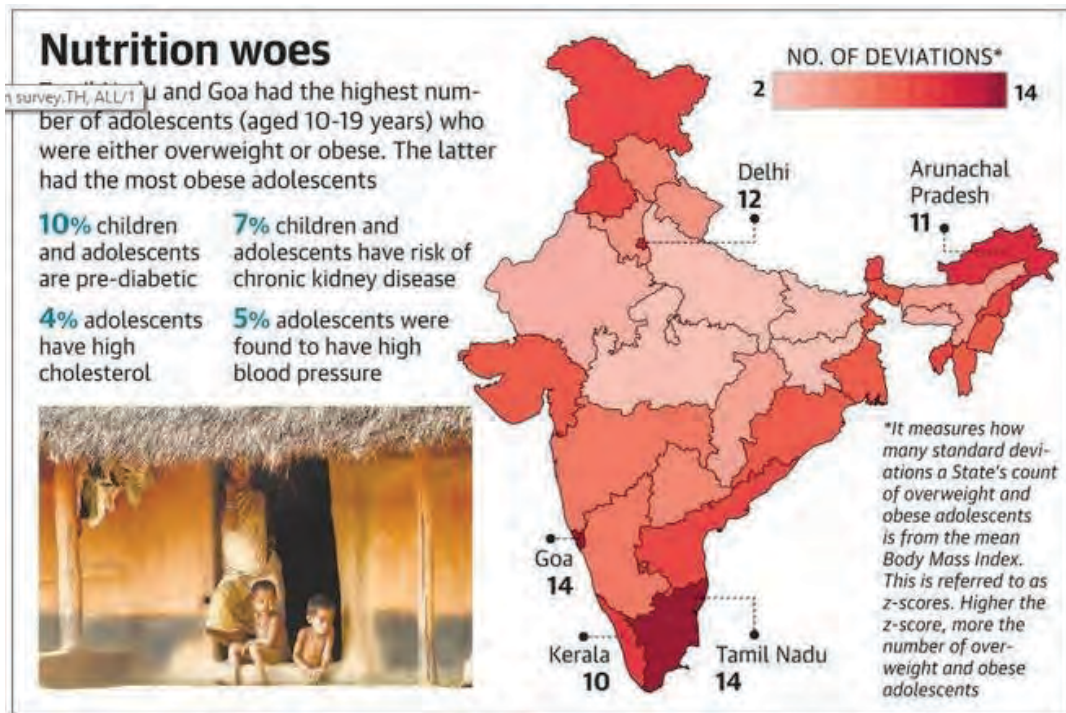 Nutrition woes
n survey.TH, ALL/1
u and Goa had the highest num-
ber of adolescents (aged 10-19 years) who
were either overweight or obese. The latter
had the most obese adolescents
10% children
and adolescents
are pre-diabetic
7% children and
adolescents have risk of
chronic kidney disease
4% adolescents
have high
cholesterol
5% adolescents were
found to have high
blood pressure
NO. OF DEVIATIONS*
2
14
Delhi
12
Arunachal
Pradesh
11
Goa
14
Kerala
10
Tamil Nadu
14
*It measures how
many standard devi-
ations a State's count
of overweight and
obese adolescents
is from the mean
Body Mass Index.
This is referred to as
z-scores. Higher the
z-score, more the
number of over-
weight and obese
adolescents